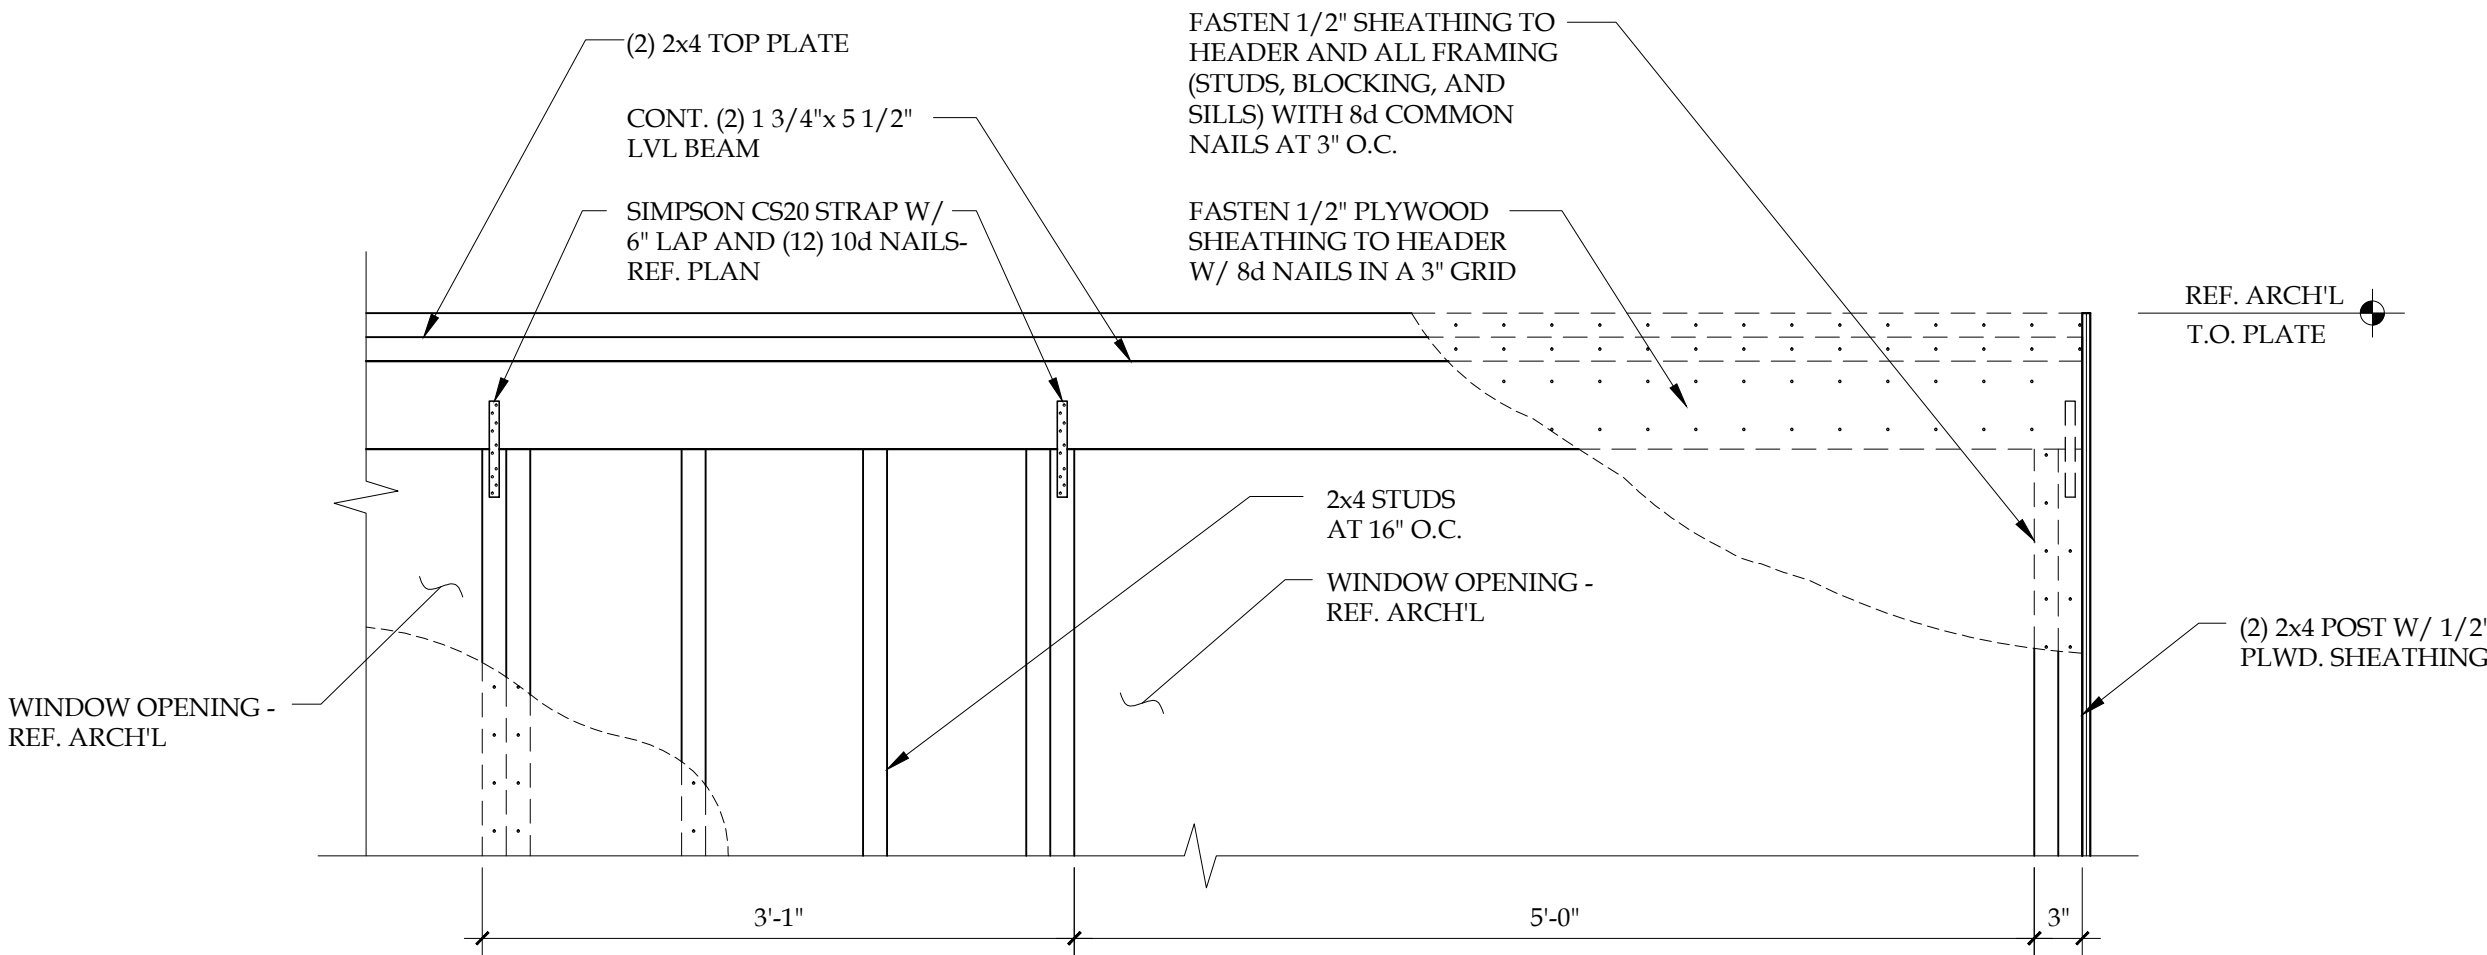 (2) 2x4 TOP PLATE
CONT. (2) 1 3/4"x 5 1/2"
LVL BEAM
SIMPSON CS20 STRAP W/
6" LAP AND (12) 10d NAILS-
REF. PLAN
FASTEN 1/2" SHEATHING TO
HEADER AND ALL FRAMING
(STUDS, BLOCKING, AND
SILLS) WITH 8d COMMON
NAILS AT 3" O.C.
FASTEN 1/2" PLYWOOD
SHEATHING TO HEADER
W/ 8d NAILS IN A 3" GRID
REF. ARCH'L
T.O. PLATE
2x4 STUDS
AT 16" O.C.
WINDOW OPENING -
REF. ARCH'L
(2) 2x4 POST W/ 1/2"
PLWD. SHEATHING
WINDOW OPENING -
REF. ARCH'L
3'-1"
5'-0"
3"